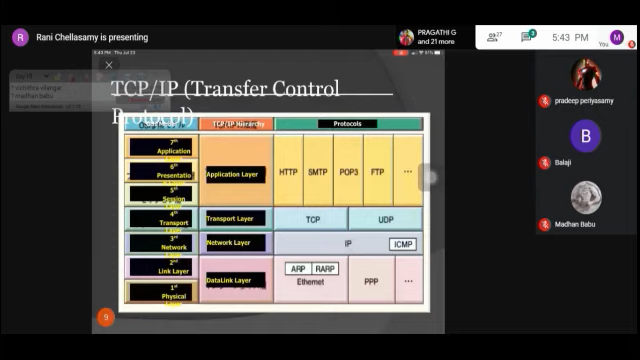 R Rani Chellasamy is presenting
PRAGATHI G
and 21 more
27
5:43 PM
You
M
TCP/IP (Transfer Control
Protocol)
TCP/IP Hierarchy
Protocols
7th
Application
6th
Presentatio
5th
Session
4th
Transport
3rd
Network
2nd
Link Layer
1st
Physical
Application Layer
Transport Layer
Network Layer
DataLink Layer
HTTP
SMTP
POP3
FTP
...
TCP
UDP
IP
ICMP
ARP
RARP
Ethernet
PPP
...
9
pradeep periyasamy
B
Balaji
Madhan Babu